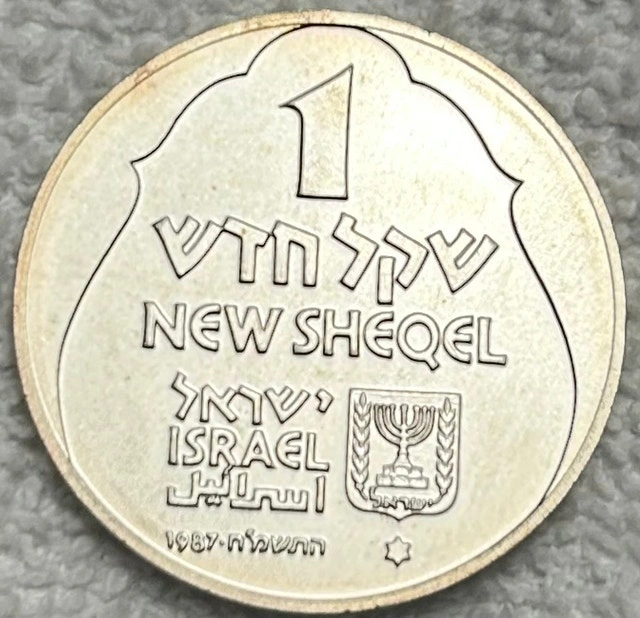 1
שקל חדש
NEW SHEQEL
ישראל
ISRAEL
اسرائيل
ישראל
1987·התשמ"ח